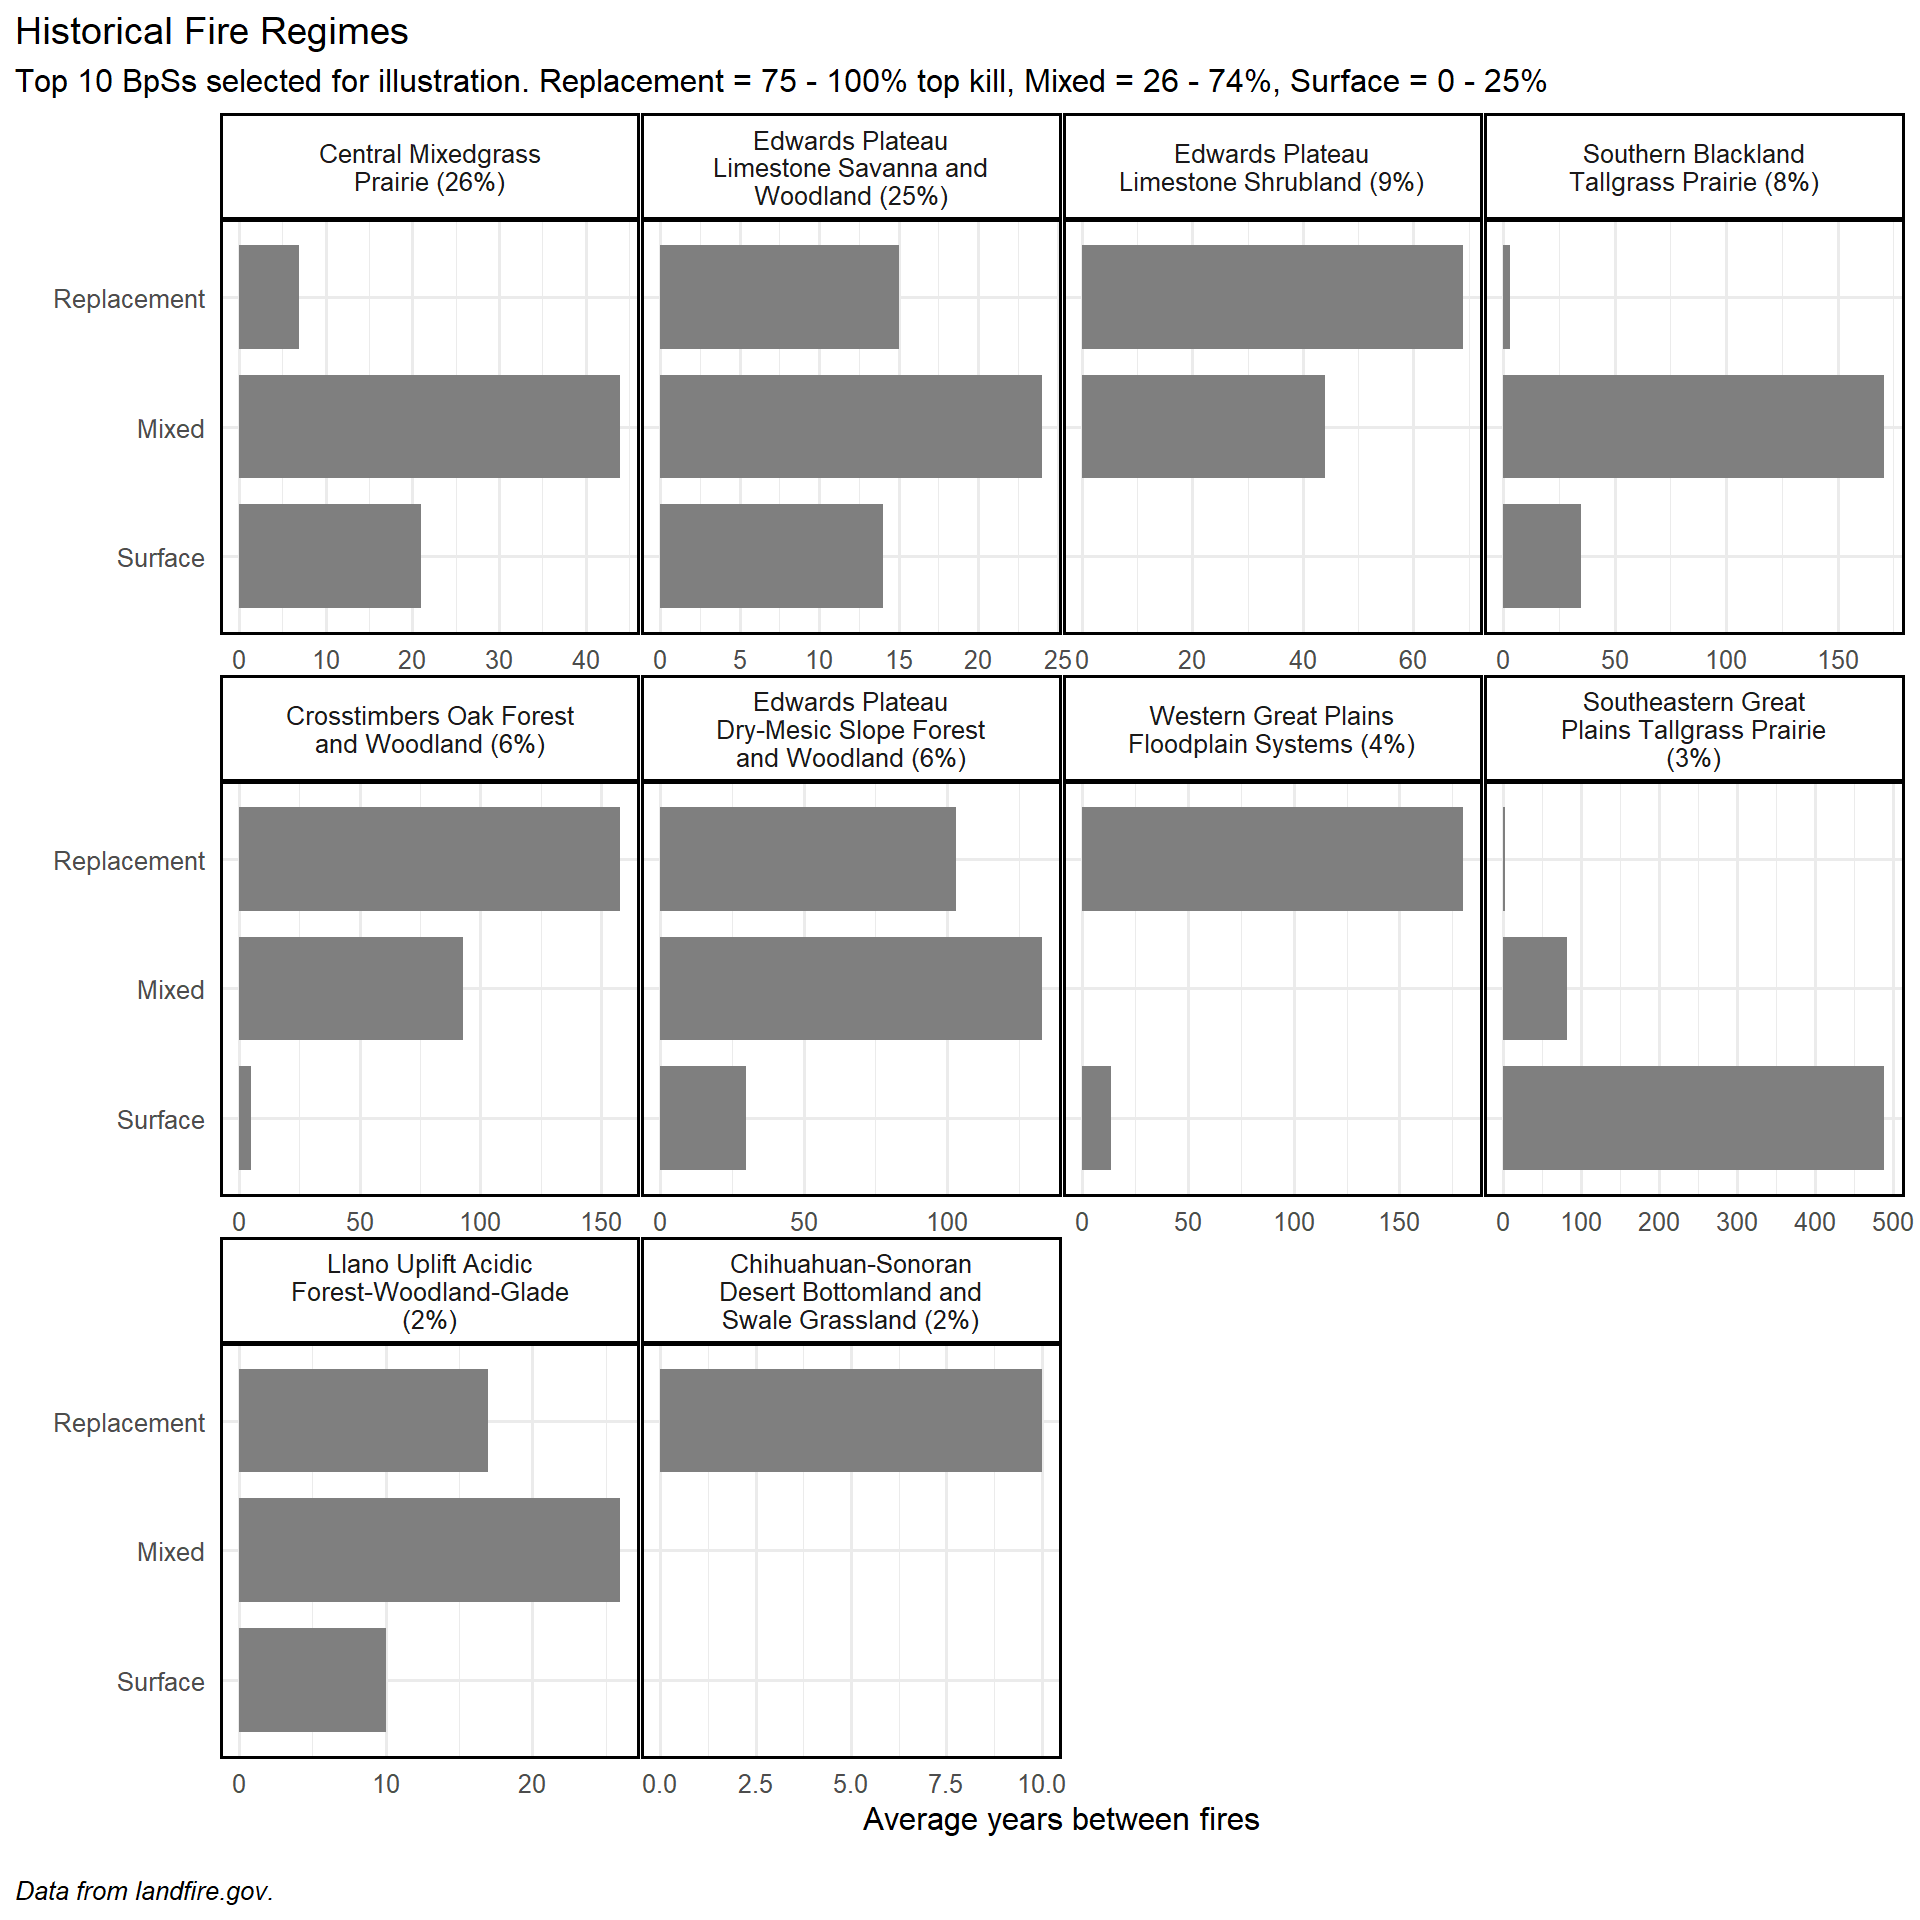 Historical Fire Regimes
Top 10 BpSs selected for illustration. Replacement = 75 - 100% top kill, Mixed = 26 - 74%, Surface = 0 - 25%
Central Mixedgrass
Prairie (26%)
Edwards Plateau
Limestone Savanna and
Woodland (25%)
Edwards Plateau
Limestone Shrubland (9%)
Southern Blackland
Tallgrass Prairie (8%)
Replacement
Mixed
Surface
0 10 20 30 40
0 5 10 15 20 25
0 20 40 60
0 50 100 150
Crosstimbers Oak Forest
and Woodland (6%)
Edwards Plateau
Dry-Mesic Slope Forest
and Woodland (6%)
Western Great Plains
Floodplain Systems (4%)
Southeastern Great
Plains Tallgrass Prairie
(3%)
Replacement
Mixed
Surface
0 50 100 150
0 50 100
0 50 100 150
0 100 200 300 400 500
Llano Uplift Acidic
Forest-Woodland-Glade
(2%)
Chihuahuan-Sonoran
Desert Bottomland and
Swale Grassland (2%)
Replacement
Mixed
Surface
0 10 20
0.0 2.5 5.0 7.5 10.0
Average years between fires
Data from landfire.gov.